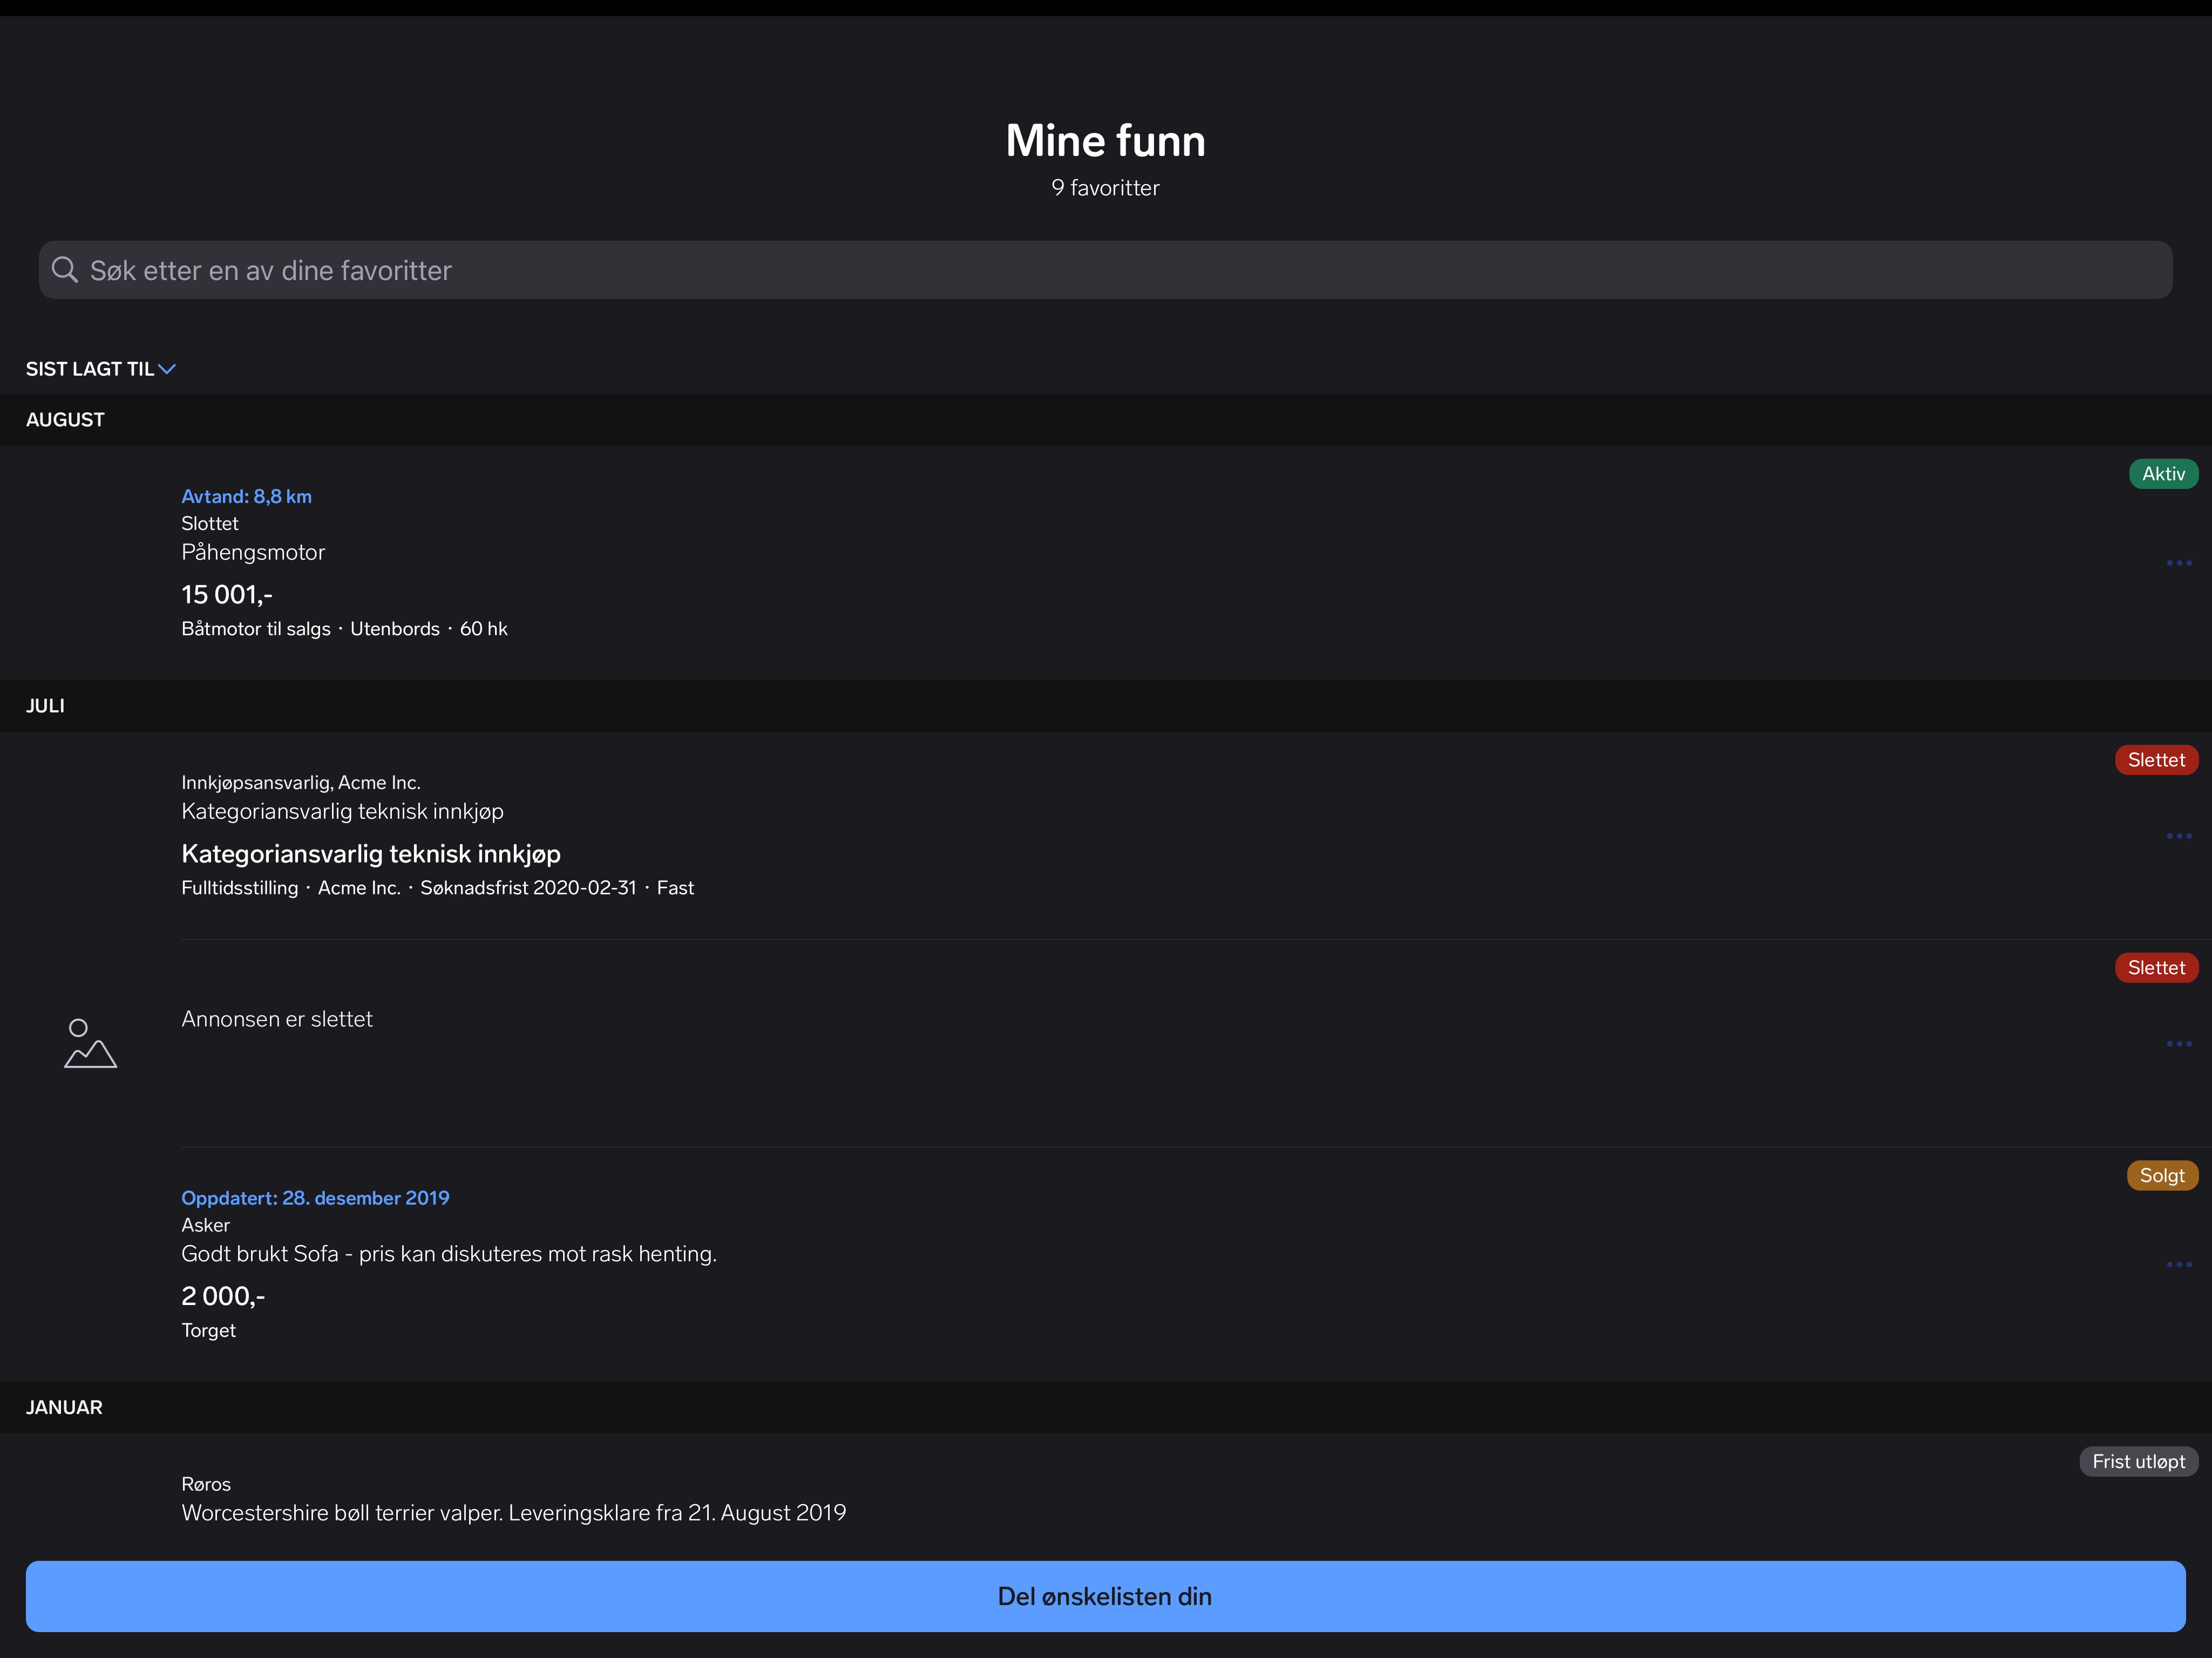 Mine funn
9 favoritter
Søk etter en av dine favoritter
SIST LAGT TIL
AUGUST
Aktiv
Avtand: 8,8 km
Slottet
Påhengsmotor
15 001,-
Båtmotor til salgs · Utenbords · 60 hk
JULI
Slettet
Innkjøpsansvarlig, Acme Inc.
Kategoriansvarlig teknisk innkjøp
Kategoriansvarlig teknisk innkjøp
Fulltidsstilling · Acme Inc. · Søknadsfrist 2020-02-31 · Fast
Slettet
Annonsen er slettet
Solgt
Oppdatert: 28. desember 2019
Asker
Godt brukt Sofa - pris kan diskuteres mot rask henting.
2 000,-
Torget
JANUAR
Frist utløpt
Røros
Worcestershire bøll terrier valper. Leveringsklare fra 21. August 2019
Del ønskelisten din